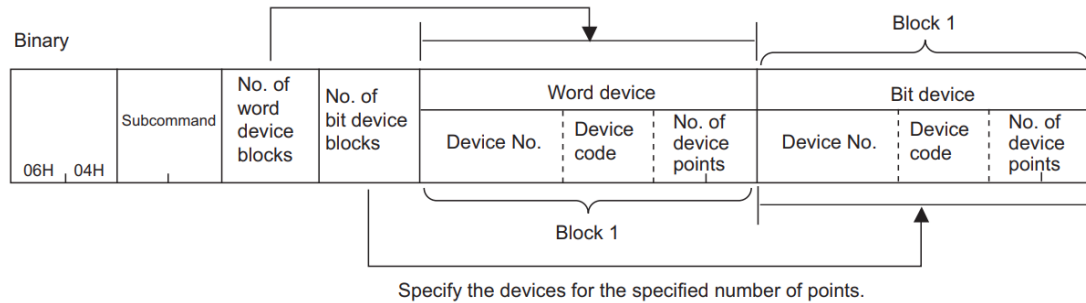 Block 1
Binary
06H 04H
Subcommand
No. of
word
device
blocks
No. of
bit device
blocks
Word device
Device No.
Device
code
No. of
device
points
Bit device
Device No.
Device
code
No. of
device
points
Block 1
Specify the devices for the specified number of points.